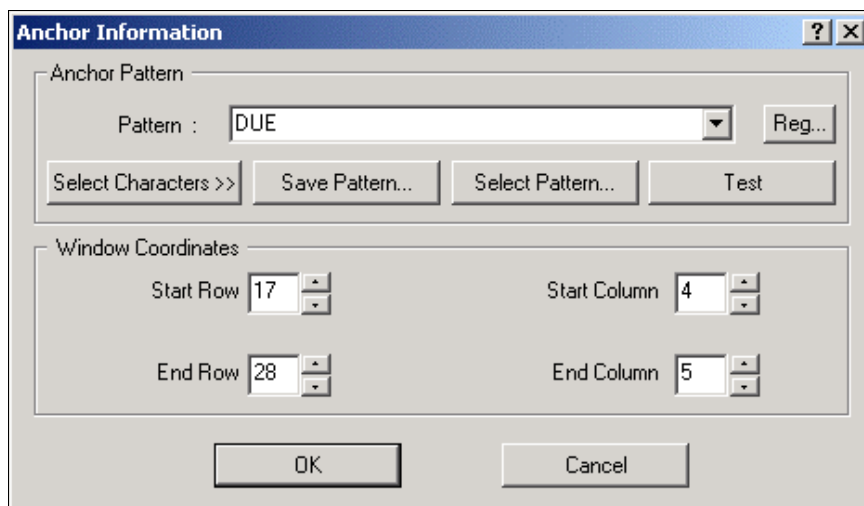 Anchor Information
Anchor Pattern
Pattern : DUE Reg...
Select Characters >> Save Pattern... Select Pattern... Test
Window Coordinates
Start Row 17 Start Column 4
End Row 28 End Column 5
OK Cancel